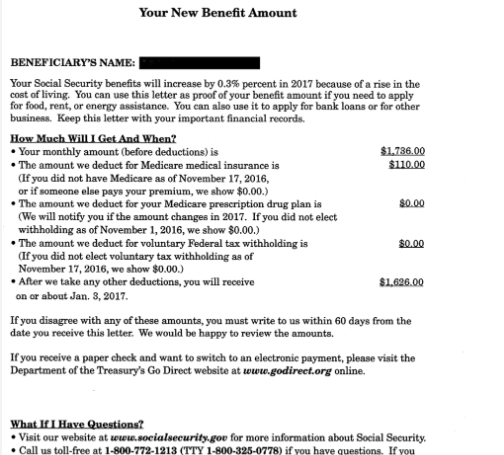 Your New Benefit Amount
BENEFICIARY'S NAME:
Your Social Security benefits will increase by 0.3% percent in 2017 because of a rise in the
cost of living. You can use this letter as proof of your benefit amount if you need to apply
for food, rent, or energy assistance. You can also use it to apply for bank loans or for other
business. Keep this letter with your important financial records.
How Much Will I Get And When?
• Your monthly amount (before deductions) is $1,736.00
• The amount we deduct for Medicare medical insurance is $110.00
(If you did not have Medicare as of November 17, 2016,
or if someone else pays your premium, we show $0.00.)
• The amount we deduct for your Medicare prescription drug plan is $0.00
(We will notify you if the amount changes in 2017. If you did not elect
withholding as of November 1, 2016, we show $0.00.)
• The amount we deduct for voluntary Federal tax withholding is $0.00
(If you did not elect voluntary tax withholding as of
November 17, 2016, we show $0.00.)
• After we take any other deductions, you will receive $1,626.00
on or about Jan. 3, 2017.
If you disagree with any of these amounts, you must write to us within 60 days from the
date you receive this letter. We would be happy to review the amounts.
If you receive a paper check and want to switch to an electronic payment, please visit the
Department of the Treasury's Go Direct website at www.godirect.org online.
What If I Have Questions?
• Visit our website at www.socialsecurity.gov for more information about Social Security.
• Call us toll-free at 1-800-772-1213 (TTY 1-800-325-0778) if you have questions. If you